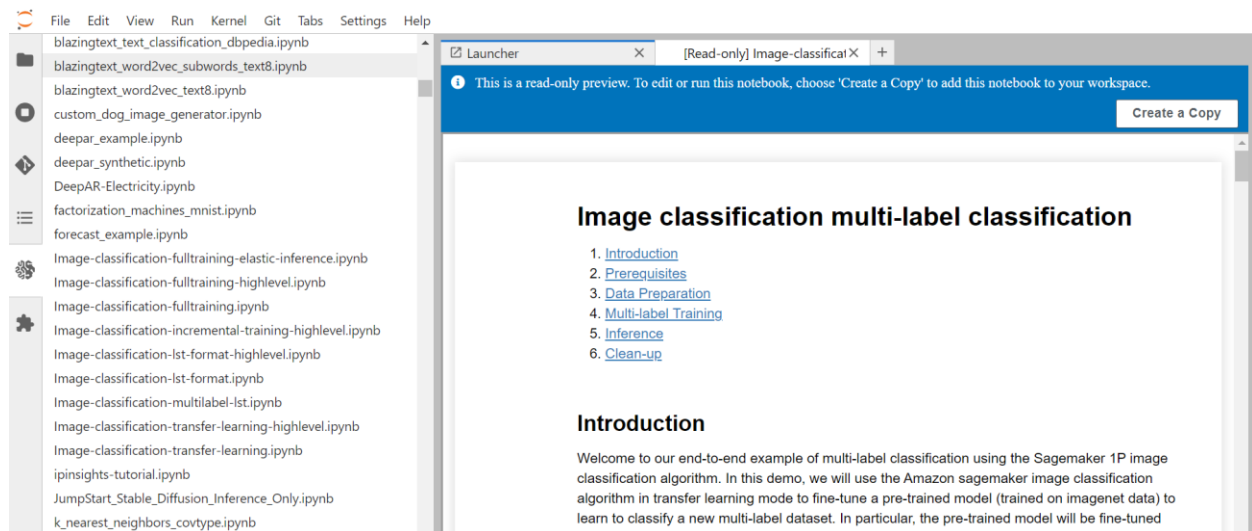 File Edit View Run Kernel Git Tabs Settings Help
blazingtext_text_classification_dbpedia.ipynb
blazingtext_word2vec_subwords_text8.ipynb
blazingtext_word2vec_text8.ipynb
custom_dog_image_generator.ipynb
deepar_example.ipynb
deepar_synthetic.ipynb
DeepAR-Electricity.ipynb
factorization_machines_mnist.ipynb
forecast_example.ipynb
Image-classification-fulltraining-elastic-inference.ipynb
Image-classification-fulltraining-highlevel.ipynb
Image-classification-fulltraining.ipynb
Image-classification-incremental-training-highlevel.ipynb
Image-classification-lst-format-highlevel.ipynb
Image-classification-lst-format.ipynb
Image-classification-multilabel-lst.ipynb
Image-classification-transfer-learning-highlevel.ipynb
Image-classification-transfer-learning.ipynb
ipinsights-tutorial.ipynb
JumpStart_Stable_Diffusion_Inference_Only.ipynb
k_nearest_neighbors_covtype.ipynb
Launcher
[Read-only] Image-classificat
This is a read-only preview. To edit or run this notebook, choose 'Create a Copy' to add this notebook to your workspace.
Create a Copy
Image classification multi-label classification
1. Introduction
2. Prerequisites
3. Data Preparation
4. Multi-label Training
5. Inference
6. Clean-up
Introduction
Welcome to our end-to-end example of multi-label classification using the Sagemaker 1P image
classification algorithm. In this demo, we will use the Amazon sagemaker image classification
algorithm in transfer learning mode to fine-tune a pre-trained model (trained on imagenet data) to
learn to classify a new multi-label dataset. In particular, the pre-trained model will be fine-tuned